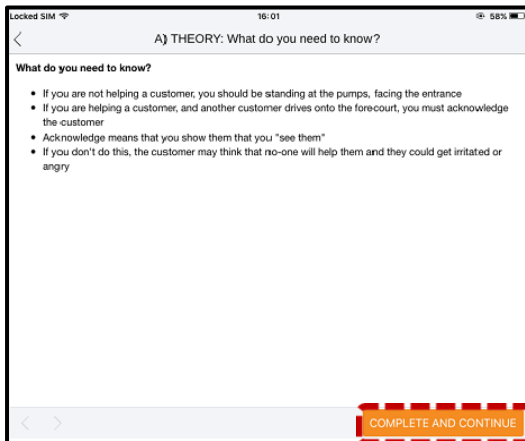 Locked SIM 16:01 58%
A) THEORY: What do you need to know?
What do you need to know?
• If you are not helping a customer, you should be standing at the pumps, facing the entrance
• If you are helping a customer, and another customer drives onto the forecourt, you must acknowledge
the customer
• Acknowledge means that you show them that you "see them"
• If you don't do this, the customer may think that no-one will help them and they could get irritated or
angry
COMPLETE AND CONTINUE